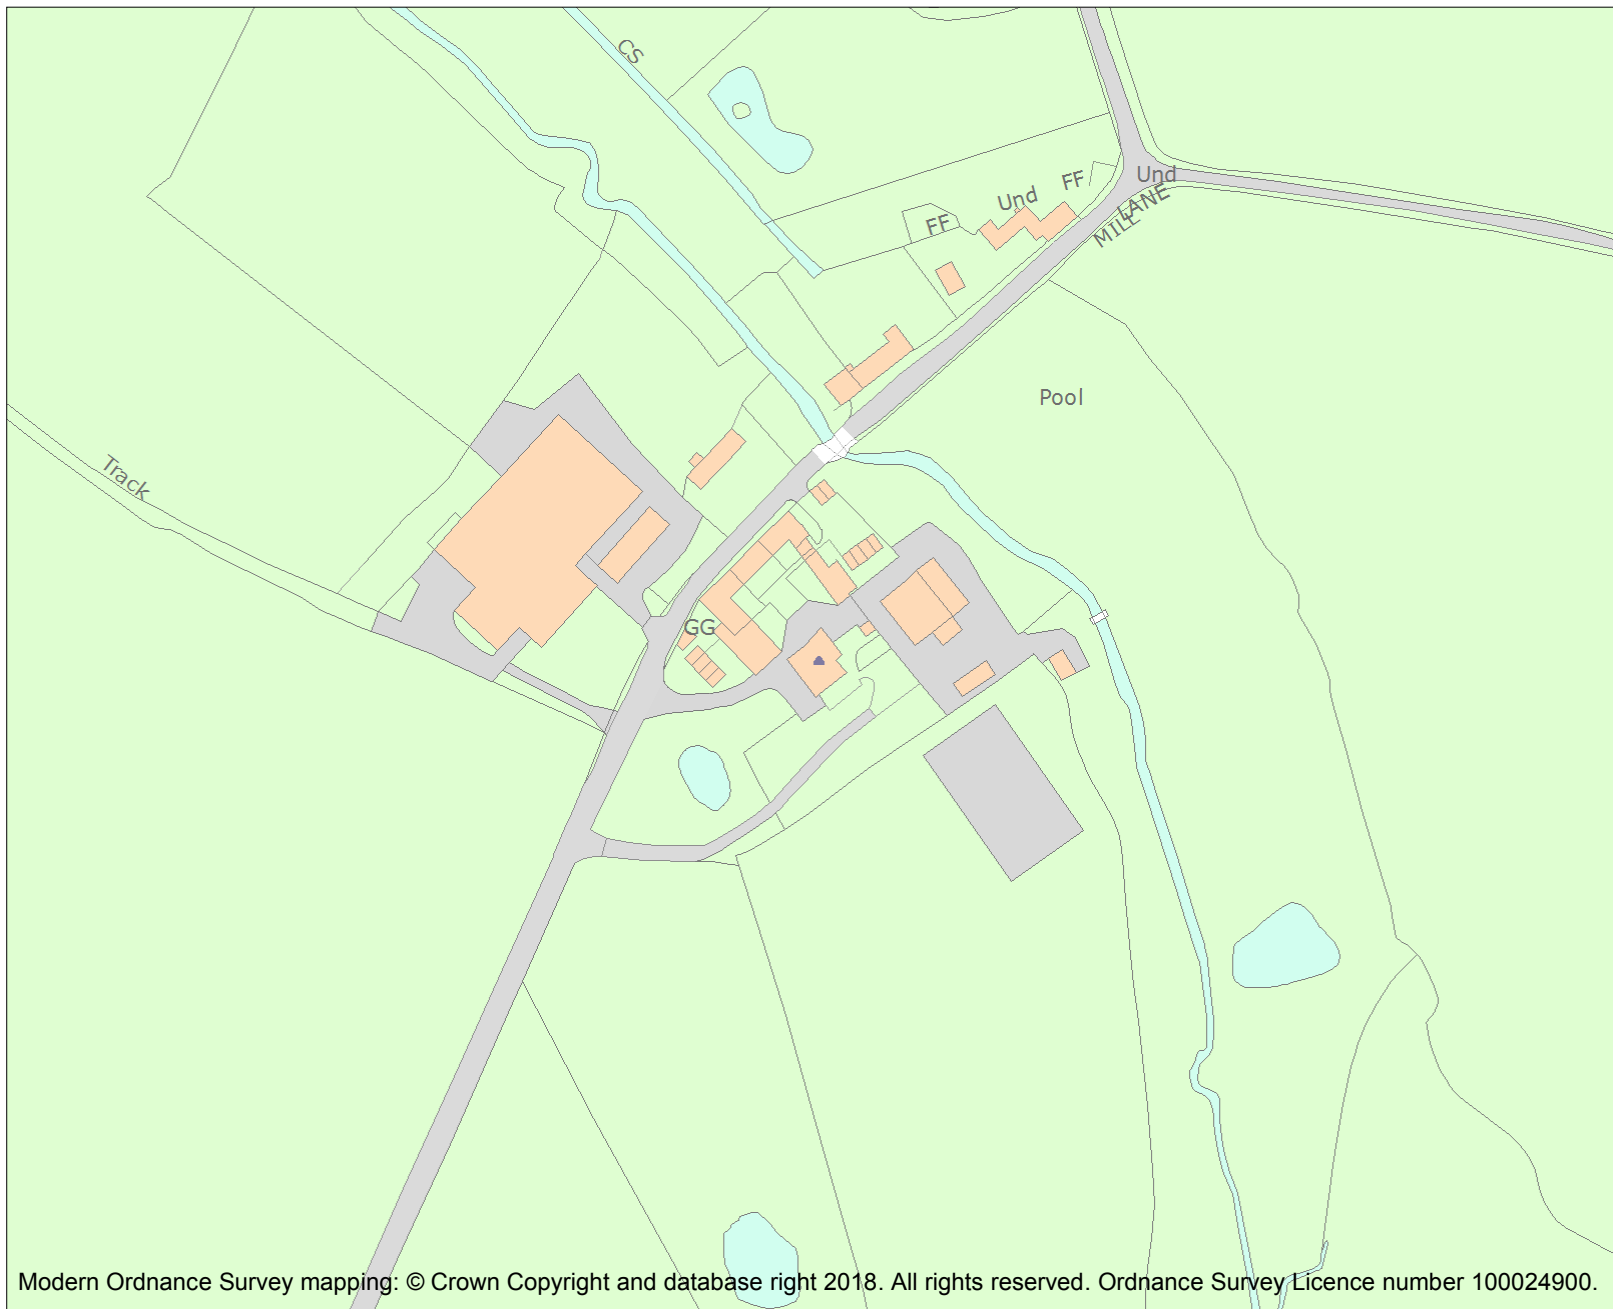 CS
Und
FF
Und
FF
MILL LANE
Pool
Track
GG
Modern Ordnance Survey mapping: © Crown Copyright and database right 2018. All rights reserved. Ordnance Survey Licence number 100024900.